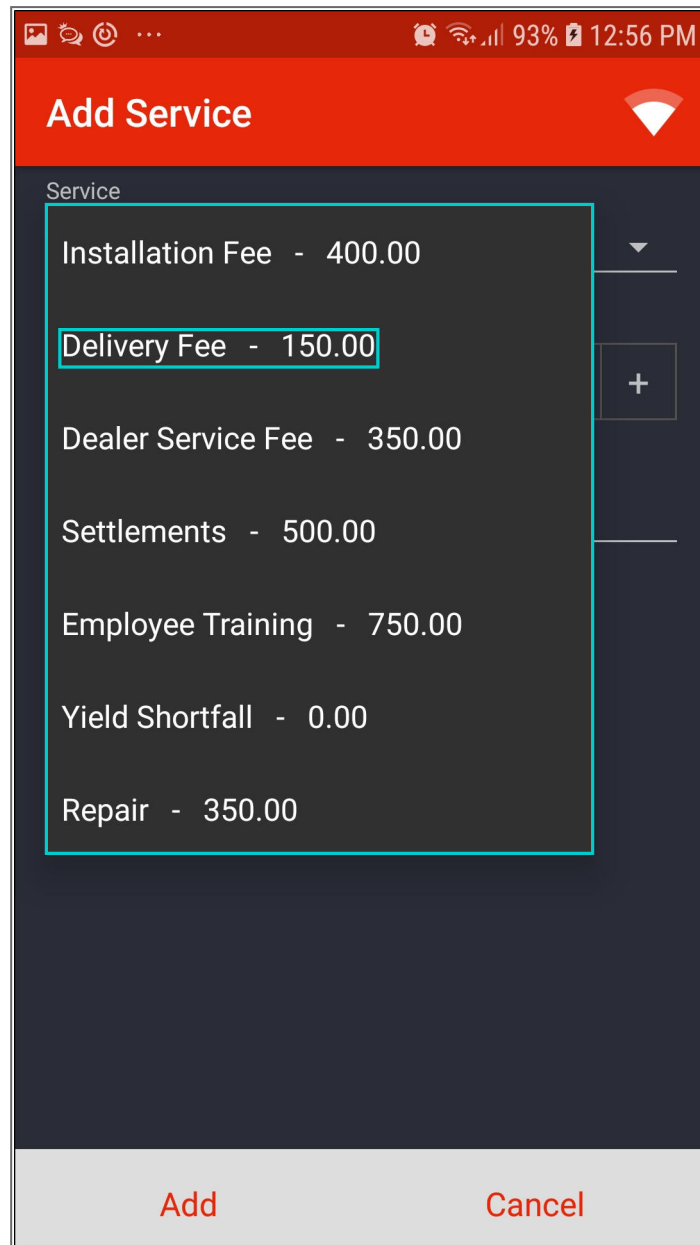 93% 12:56 PM
Add Service
Service
Installation Fee - 400.00
Delivery Fee - 150.00
+
Dealer Service Fee - 350.00
Settlements - 500.00
Employee Training - 750.00
Yield Shortfall - 0.00
Repair - 350.00
Add Cancel